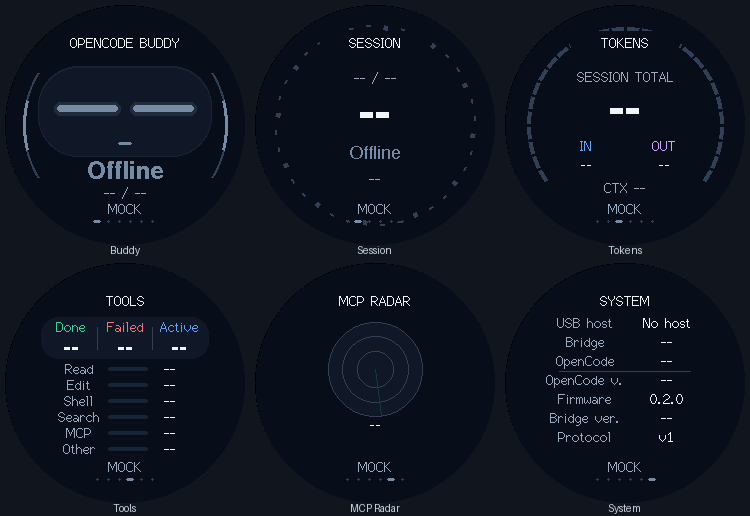 OPENCODE BUDDY
Offline
-- / --
MOCK
Buddy
SESSION
-- / --
--
Offline
--
MOCK
Session
TOKENS
SESSION TOTAL
--
IN OUT
-- --
CTX --
MOCK
Tokens
TOOLS
Done Failed Active
-- -- --
Read --
Edit --
Shell --
Search --
MCP --
Other --
MOCK
Tools
MCP RADAR
--
MOCK
MCP Radar
SYSTEM
USB host No host
Bridge --
OpenCode --
OpenCode v. --
Firmware 0.2.0
Bridge ver. --
Protocol v1
MOCK
System